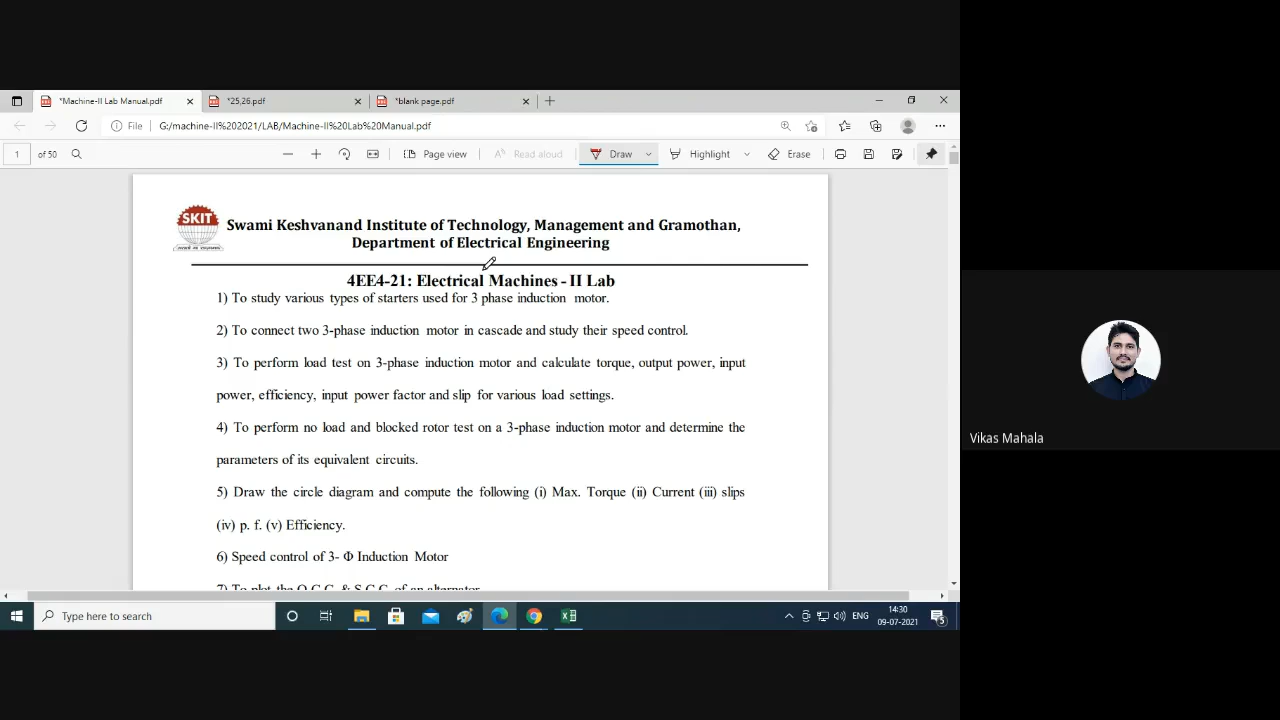 *Machine-II Lab Manual.pdf
*25,26.pdf
*blank page.pdf
File
G:/machine-II%202021/LAB/Machine-II%20Lab%20Manual.pdf
1 of 50
Page view
Read aloud
Draw
Highlight
Erase
SKIT
Swami Keshvanand Institute of Technology, Management and Gramothan,
Department of Electrical Engineering
4EE4-21: Electrical Machines - II Lab
1) To study various types of starters used for 3 phase induction motor.
2) To connect two 3-phase induction motor in cascade and study their speed control.
3) To perform load test on 3-phase induction motor and calculate torque, output power, input
power, efficiency, input power factor and slip for various load settings.
4) To perform no load and blocked rotor test on a 3-phase induction motor and determine the
parameters of its equivalent circuits.
5) Draw the circle diagram and compute the following (i) Max. Torque (ii) Current (iii) slips
(iv) p. f. (v) Efficiency.
6) Speed control of 3- Φ Induction Motor
7) To plot the O.C.C. & S.C.C. of an alternator
Vikas Mahala
Type here to search
ENG
14:30
09-07-2021
5